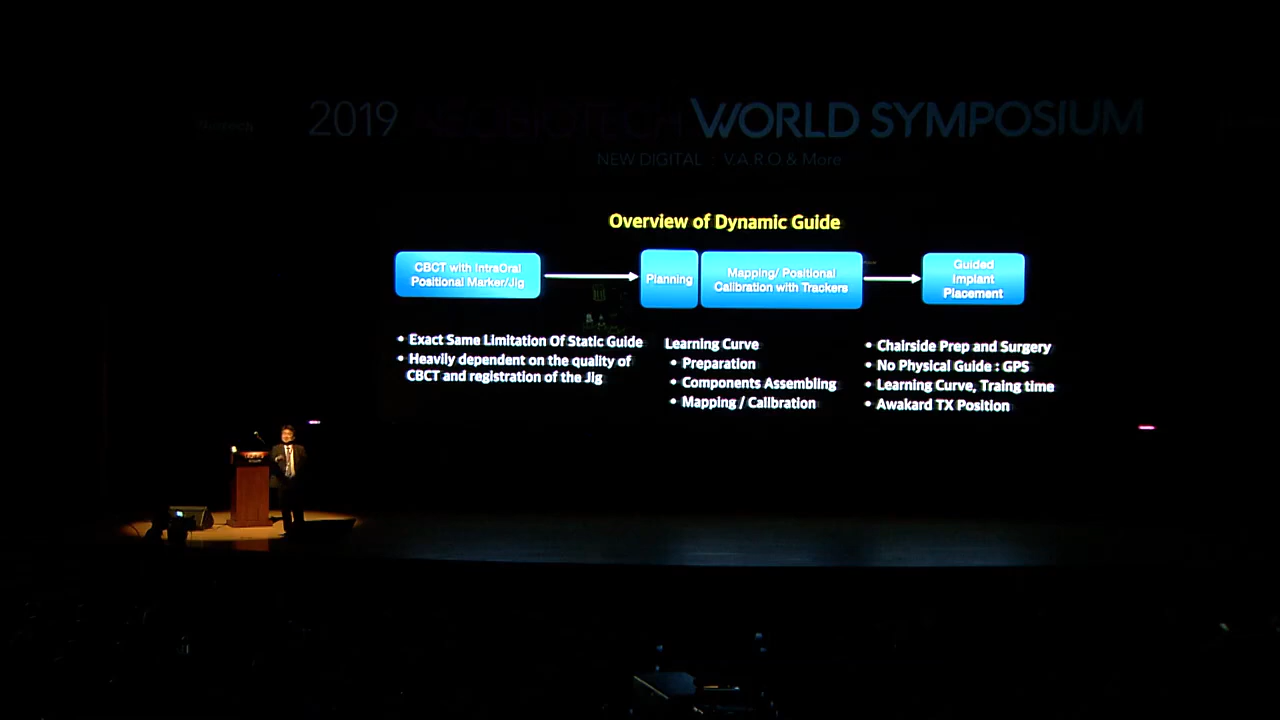 2019 NEOBIOTECH WORLD SYMPOSIUM
NEW DIGITAL : V.A.R.O. & More
Overview of Dynamic Guide
CBCT with IntraOral
Positional Marker/Jig
Planning
Mapping/ Positional
Calibration with Trackers
Guided
Implant
Placement
• Exact Same Limitation Of Static Guide
• Heavily dependent on the quality of
CBCT and registration of the Jig
Learning Curve
• Preparation
• Components Assembling
• Mapping / Calibration
• Chairside Prep and Surgery
• No Physical Guide : GPS
• Learning Curve, Traing time
• Awakard TX Position